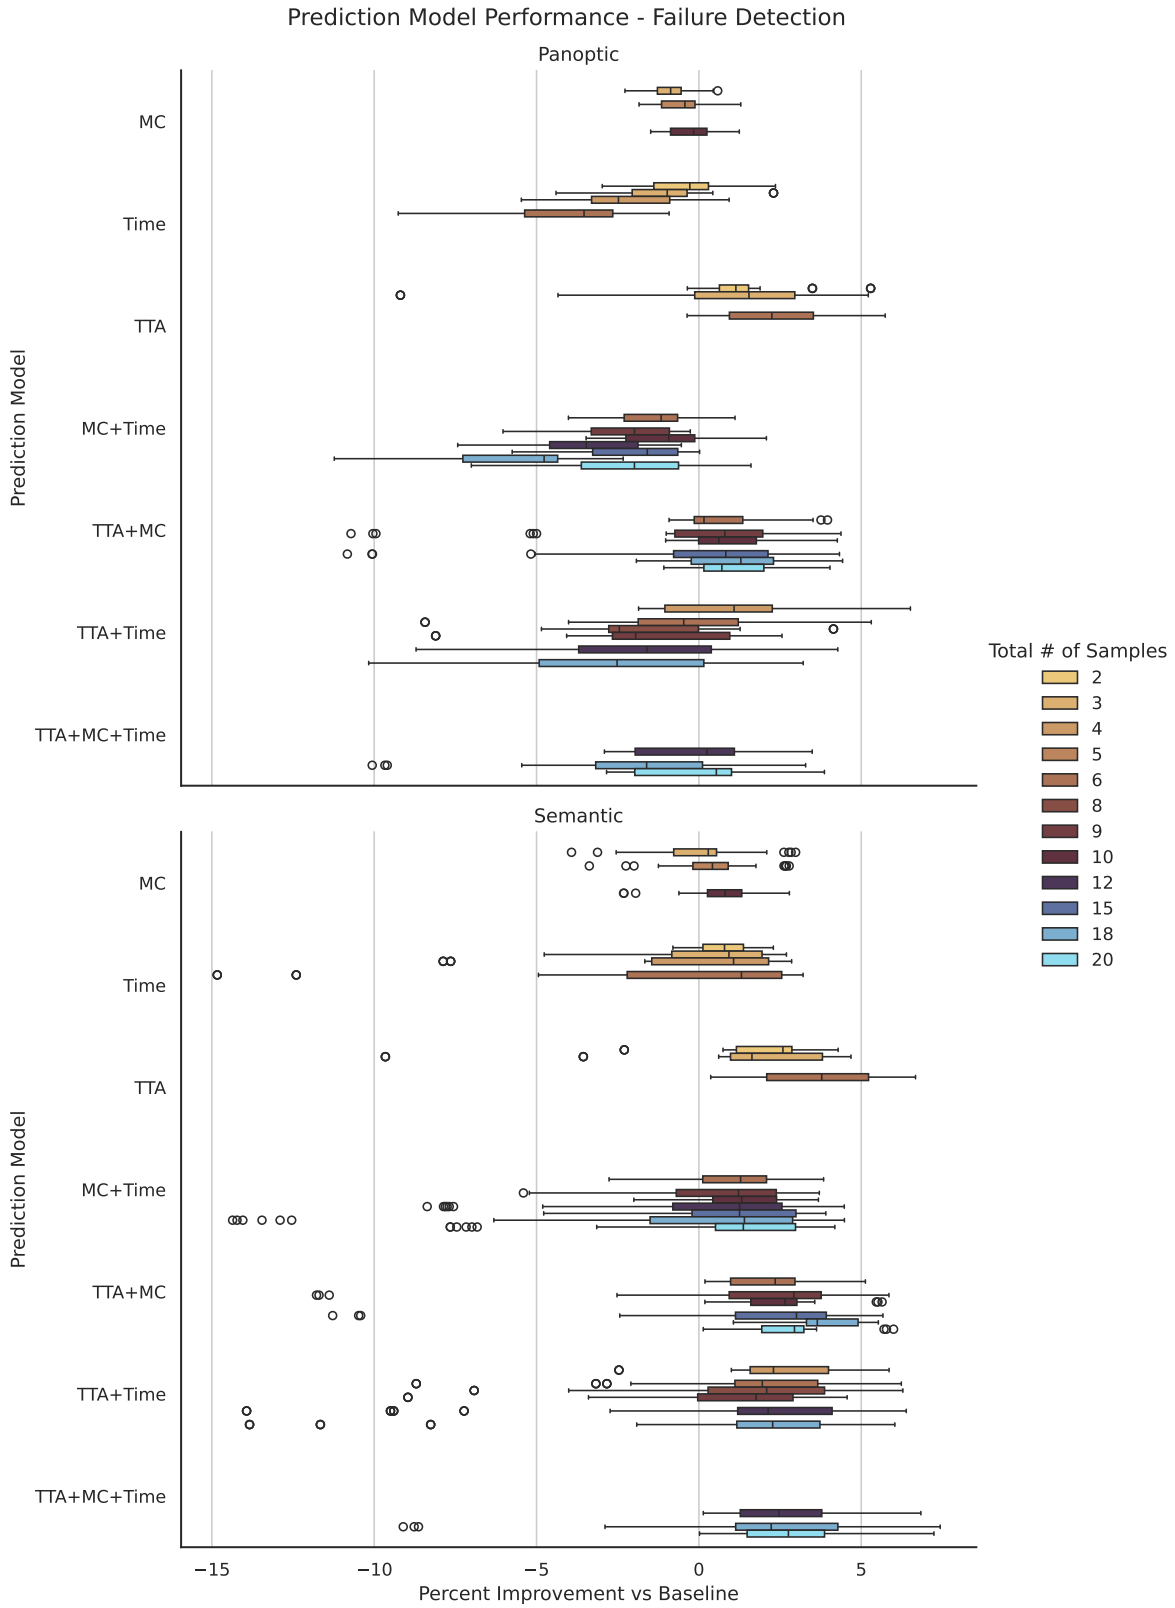 Prediction Model Performance - Failure Detection
Panoptic
Prediction Model
MC
Time
TTA
MC+Time
TTA+MC
TTA+Time
TTA+MC+Time
Semantic
Prediction Model
MC
Time
TTA
MC+Time
TTA+MC
TTA+Time
TTA+MC+Time
−15 −10 −5 0 5
Percent Improvement vs Baseline
Total # of Samples
2
3
4
5
6
8
9
10
12
15
18
20